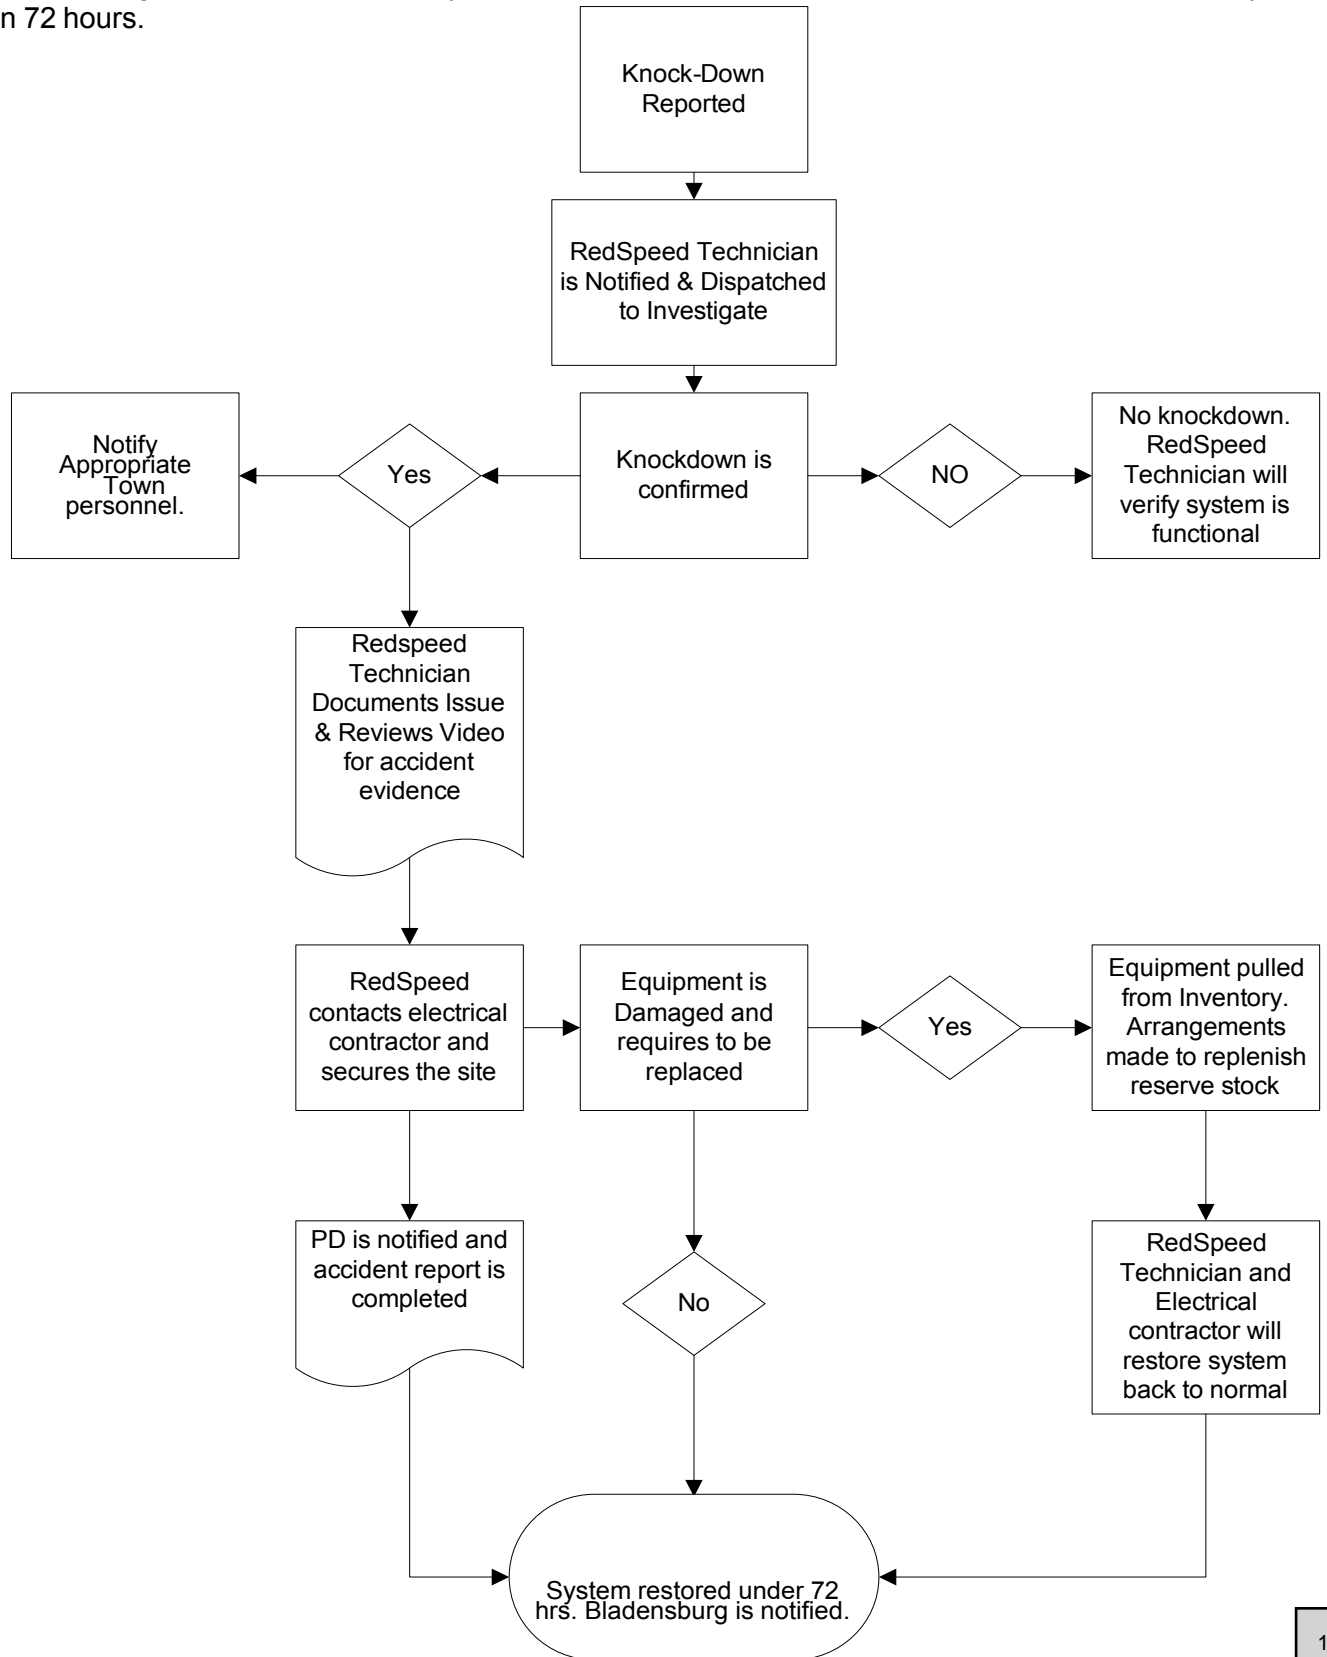 n 72 hours.
Knock-Down
Reported
RedSpeed Technician
is Notified & Dispatched
to Investigate
Notify
Appropriate
Town
personnel.
Yes
Knockdown is
confirmed
NO
No knockdown.
RedSpeed
Technician will
verify system is
functional
Redspeed
Technician
Documents Issue
& Reviews Video
for accident
evidence
RedSpeed
contacts electrical
contractor and
secures the site
Equipment is
Damaged and
requires to be
replaced
Yes
Equipment pulled
from Inventory.
Arrangements
made to replenish
reserve stock
PD is notified and
accident report is
completed
No
RedSpeed
Technician and
Electrical
contractor will
restore system
back to normal
System restored under 72
hrs. Bladensburg is notified.
1